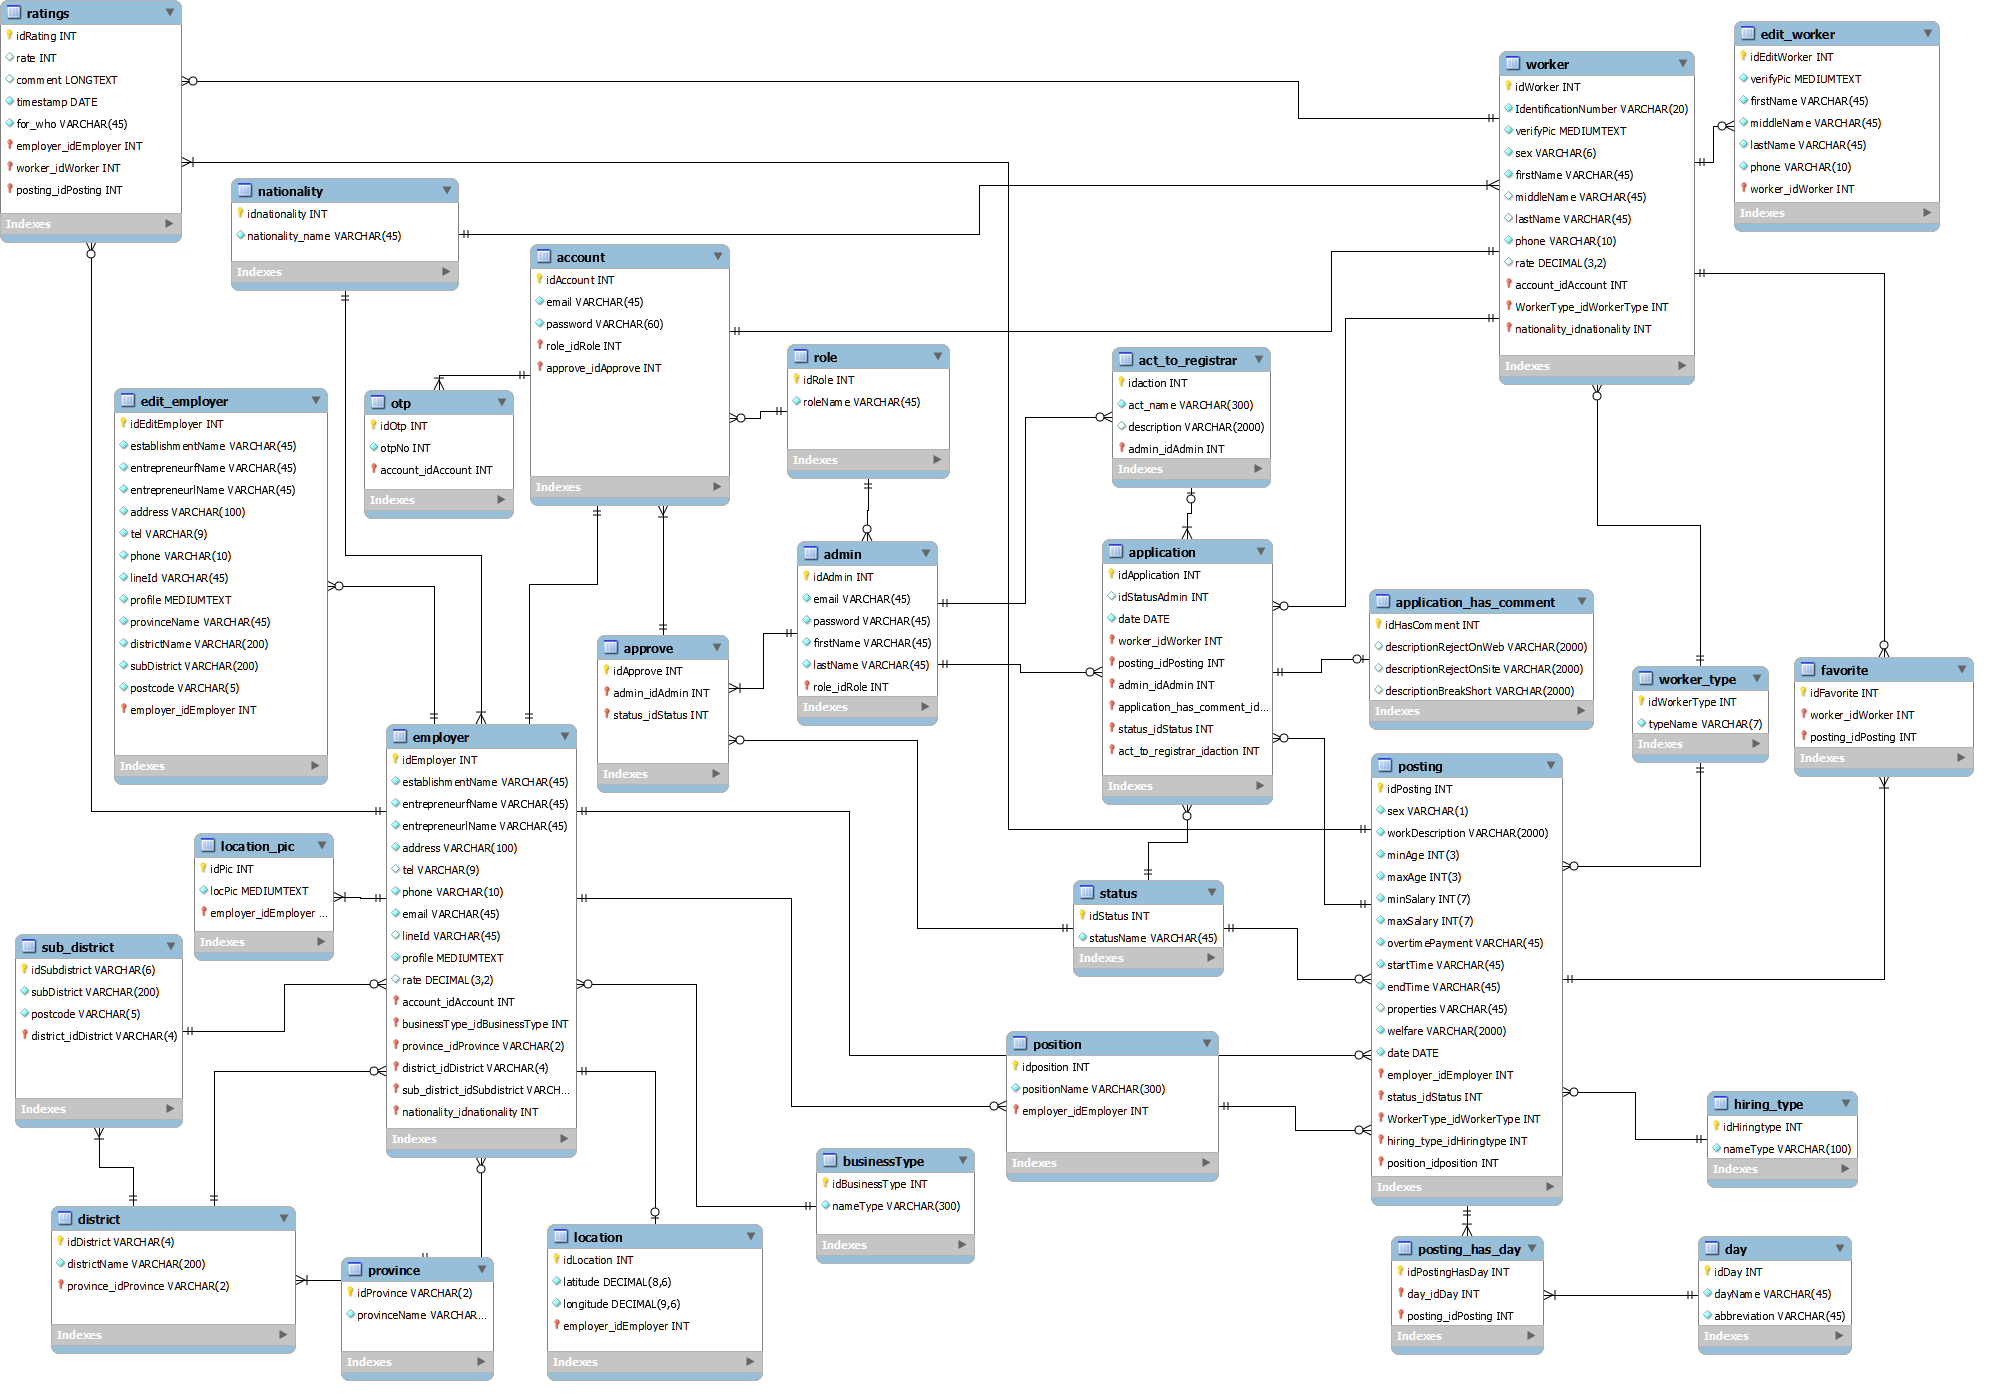 ratings
idRating INT
rate INT
comment LONGTEXT
timestamp DATE
for_who VARCHAR(45)
employer_idEmployer INT
worker_idWorker INT
posting_idPosting INT
Indexes
nationality
idnationality INT
nationality_name VARCHAR(45)
Indexes
account
idAccount INT
email VARCHAR(45)
password VARCHAR(60)
role_idRole INT
approve_idApprove INT
Indexes
worker
idWorker INT
IdentificationNumber VARCHAR(20)
verifyPic MEDIUMTEXT
sex VARCHAR(6)
firstName VARCHAR(45)
middleName VARCHAR(45)
lastName VARCHAR(45)
phone VARCHAR(10)
rate DECIMAL(3,2)
account_idAccount INT
WorkerType_idWorkerType INT
nationality_idnationality INT
Indexes
edit_worker
idEditWorker INT
verifyPic MEDIUMTEXT
firstName VARCHAR(45)
middleName VARCHAR(45)
lastName VARCHAR(45)
phone VARCHAR(10)
worker_idWorker INT
Indexes
edit_employer
idEditEmployer INT
establishmentName VARCHAR(45)
entrepreneurfName VARCHAR(45)
entrepreneurlName VARCHAR(45)
address VARCHAR(100)
tel VARCHAR(9)
phone VARCHAR(10)
lineId VARCHAR(45)
profile MEDIUMTEXT
provinceName VARCHAR(45)
districtName VARCHAR(200)
subDistrict VARCHAR(200)
postcode VARCHAR(5)
employer_idEmployer INT
Indexes
otp
idOtp INT
otpNo INT
account_idAccount INT
Indexes
role
idRole INT
roleName VARCHAR(45)
Indexes
act_to_registrar
idaction INT
act_name VARCHAR(300)
description VARCHAR(2000)
admin_idAdmin INT
Indexes
admin
idAdmin INT
email VARCHAR(45)
password VARCHAR(45)
firstName VARCHAR(45)
lastName VARCHAR(45)
role_idRole INT
Indexes
application
idApplication INT
idStatusAdmin INT
date DATE
worker_idWorker INT
posting_idPosting INT
admin_idAdmin INT
application_has_comment_id...
status_idStatus INT
act_to_registrar_idaction INT
Indexes
application_has_comment
idHasComment INT
descriptionRejectOnWeb VARCHAR(2000)
descriptionRejectOnSite VARCHAR(2000)
descriptionBreakShort VARCHAR(2000)
Indexes
approve
idApprove INT
admin_idAdmin INT
status_idStatus INT
Indexes
worker_type
idWorkerType INT
typeName VARCHAR(7)
Indexes
favorite
idFavorite INT
worker_idWorker INT
posting_idPosting INT
Indexes
employer
idEmployer INT
establishmentName VARCHAR(45)
entrepreneurfName VARCHAR(45)
entrepreneurlName VARCHAR(45)
address VARCHAR(100)
tel VARCHAR(9)
phone VARCHAR(10)
email VARCHAR(45)
lineId VARCHAR(45)
profile MEDIUMTEXT
rate DECIMAL(3,2)
account_idAccount INT
businessType_idBusinessType INT
province_idProvince VARCHAR(2)
district_idDistrict VARCHAR(4)
sub_district_idSubdistrict VARCH...
nationality_idnationality INT
Indexes
posting
idPosting INT
sex VARCHAR(1)
workDescription VARCHAR(2000)
minAge INT(3)
maxAge INT(3)
minSalary INT(7)
maxSalary INT(7)
overtimePayment VARCHAR(45)
startTime VARCHAR(45)
endTime VARCHAR(45)
properties VARCHAR(45)
welfare VARCHAR(2000)
date DATE
employer_idEmployer INT
status_idStatus INT
WorkerType_idWorkerType INT
hiring_type_idHiringtype INT
position_idposition INT
Indexes
location_pic
idPic INT
locPic MEDIUMTEXT
employer_idEmployer ...
Indexes
status
idStatus INT
statusName VARCHAR(45)
Indexes
sub_district
idSubdistrict VARCHAR(6)
subDistrict VARCHAR(200)
postcode VARCHAR(5)
district_idDistrict VARCHAR(4)
Indexes
position
idposition INT
positionName VARCHAR(300)
employer_idEmployer INT
Indexes
hiring_type
idHiringtype INT
nameType VARCHAR(100)
Indexes
businessType
idBusinessType INT
nameType VARCHAR(300)
Indexes
district
idDistrict VARCHAR(4)
districtName VARCHAR(200)
province_idProvince VARCHAR(2)
Indexes
province
idProvince VARCHAR(2)
provinceName VARCHAR...
Indexes
location
idLocation INT
latitude DECIMAL(8,6)
longitude DECIMAL(9,6)
employer_idEmployer INT
Indexes
posting_has_day
idPostingHasDay INT
day_idDay INT
posting_idPosting INT
Indexes
day
idDay INT
dayName VARCHAR(45)
abbreviation VARCHAR(45)
Indexes